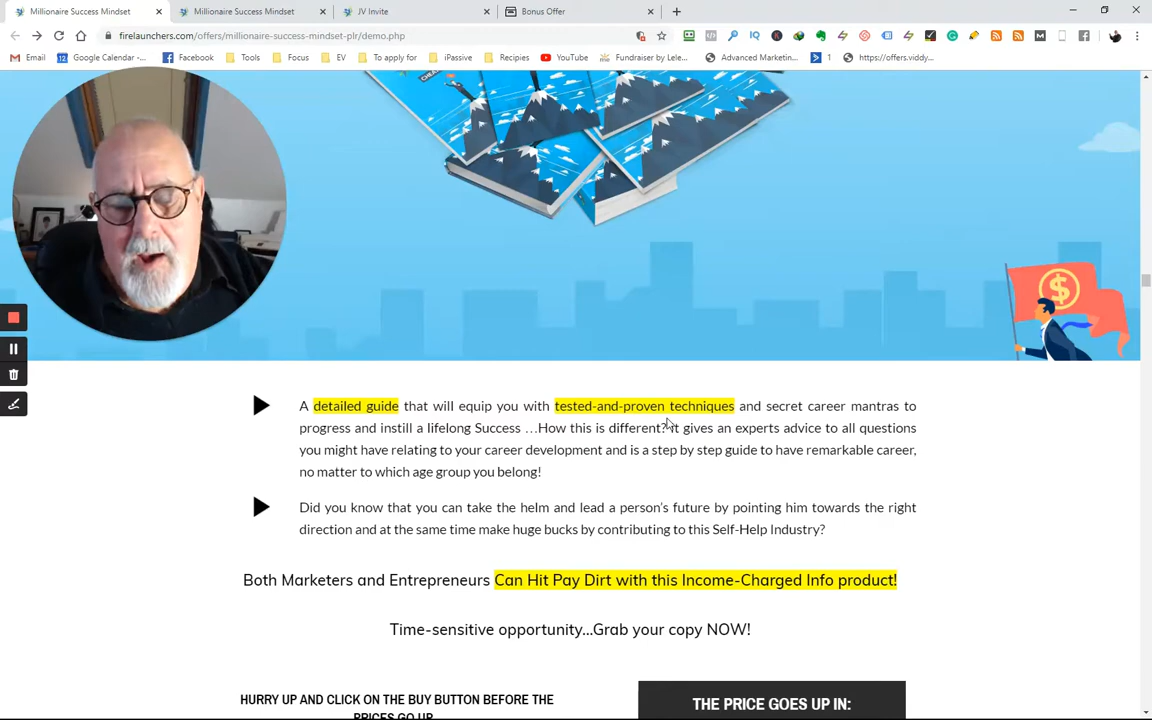 Millionaire Success Mindset
Millionaire Success Mindset
JV Invite
Bonus Offer
firelaunchers.com/offers/millionaire-success-mindset-plr/demo.php
Email
Google Calendar -...
Facebook
Tools
Focus
EV
To apply for
iPassive
Recipies
YouTube
Fundraiser by Lele...
Advanced Marketin...
1
https://offers.viddy...
A detailed guide that will equip you with tested-and-proven techniques and secret career mantras to
progress and instill a lifelong Success ...How this is different? It gives an experts advice to all questions
you might have relating to your career development and is a step by step guide to have remarkable career,
no matter to which age group you belong!
Did you know that you can take the helm and lead a person's future by pointing him towards the right
direction and at the same time make huge bucks by contributing to this Self-Help Industry?
Both Marketers and Entrepreneurs Can Hit Pay Dirt with this Income-Charged Info product!
Time-sensitive opportunity...Grab your copy NOW!
HURRY UP AND CLICK ON THE BUY BUTTON BEFORE THE
PRICES GO UP
THE PRICE GOES UP IN: